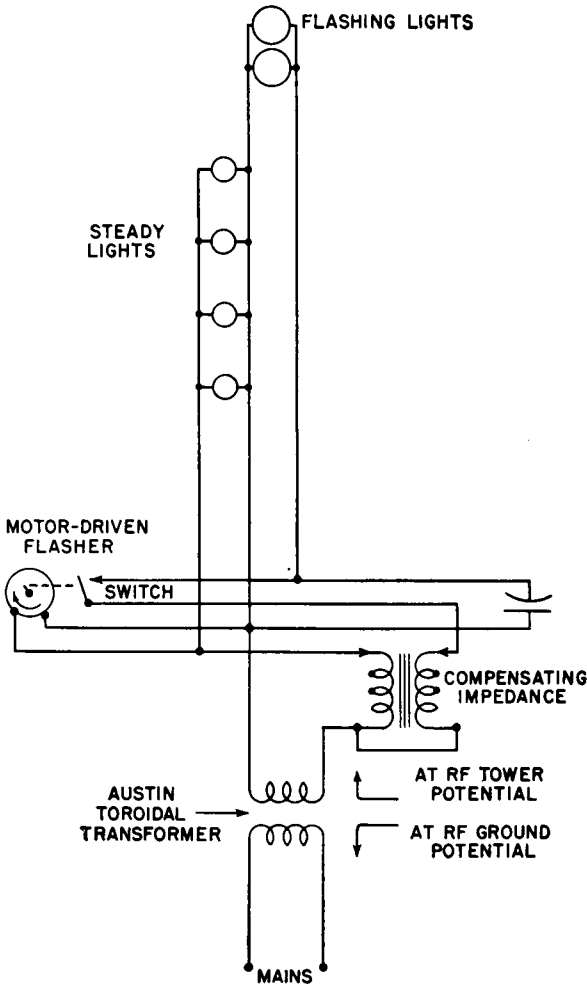 FLASHING LIGHTS
STEADY
LIGHTS
MOTOR-DRIVEN
FLASHER
SWITCH
COMPENSATING
IMPEDANCE
AT RF TOWER
POTENTIAL
AUSTIN
TOROIDAL
TRANSFORMER
AT RF GROUND
POTENTIAL
MAINS